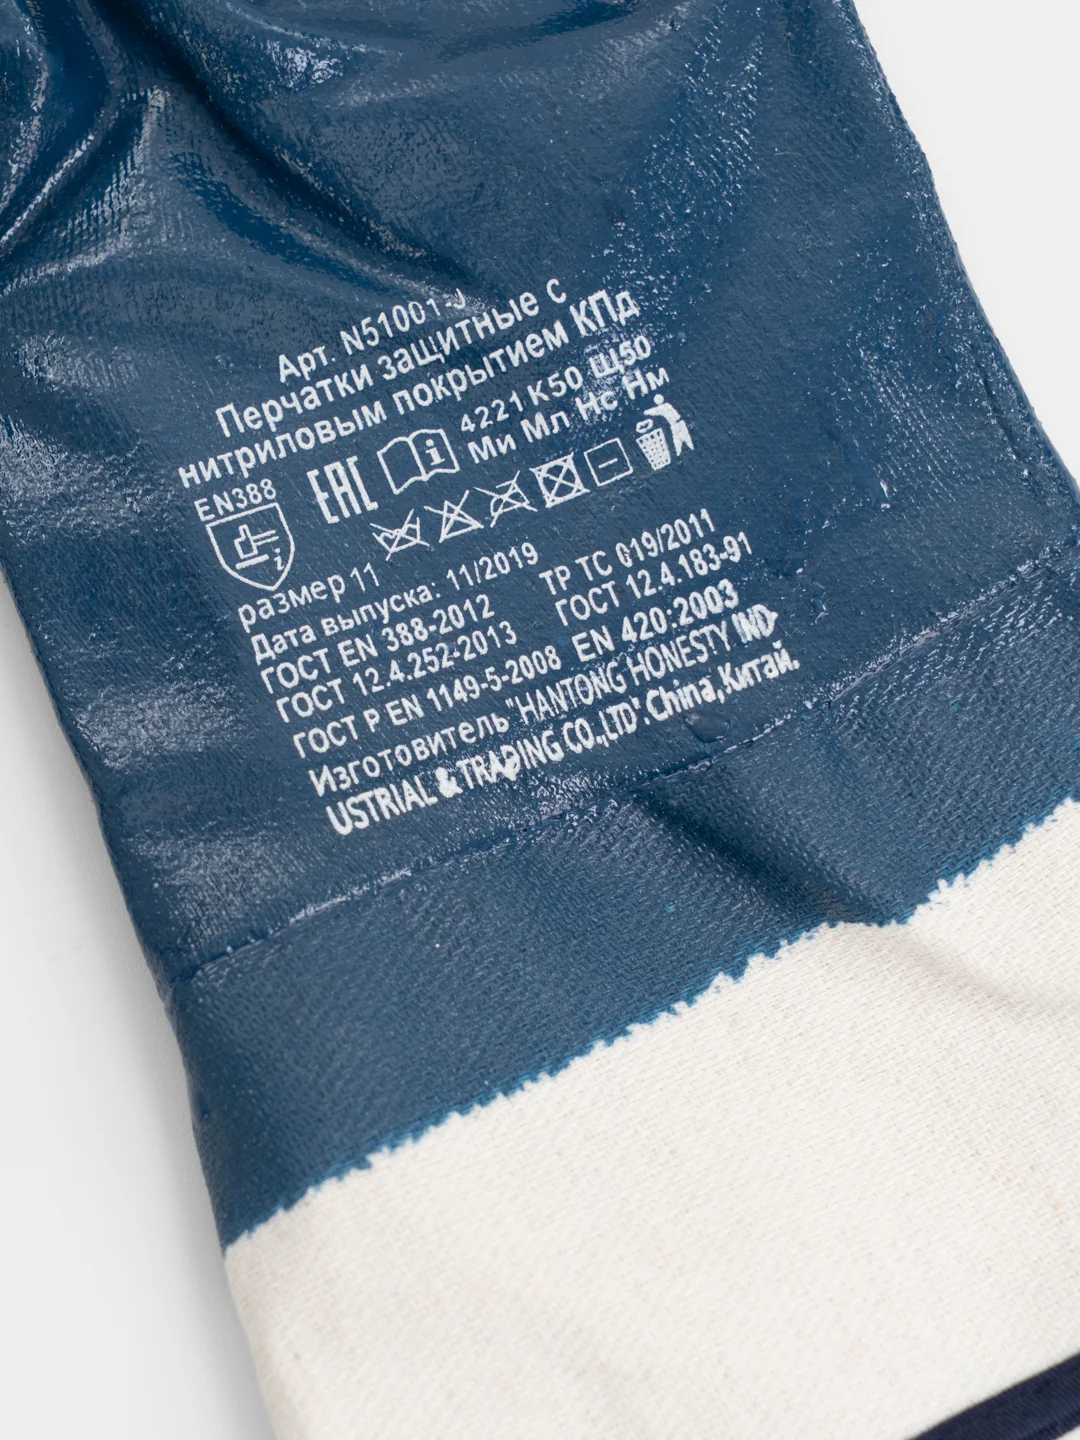 Арт.
Перчатки защитные с
нитриловым покрытием КПд
EN388
EAC
i
4221 К50 Щ50
Ми Мл Нс Нм
i
размер 11
Дата выпуска: 11/2019
ТР ТС 019/2011
ГОСТ EN 388-2012
ГОСТ 12.4.183-91
ГОСТ 12.4.252-2013
ГОСТ Р EN 1149-5-2008 EN 420:2003
Изготовитель "HANTONG HONESTY IND
USTRIAL & TRADING CO.,LTD". China, Китай.